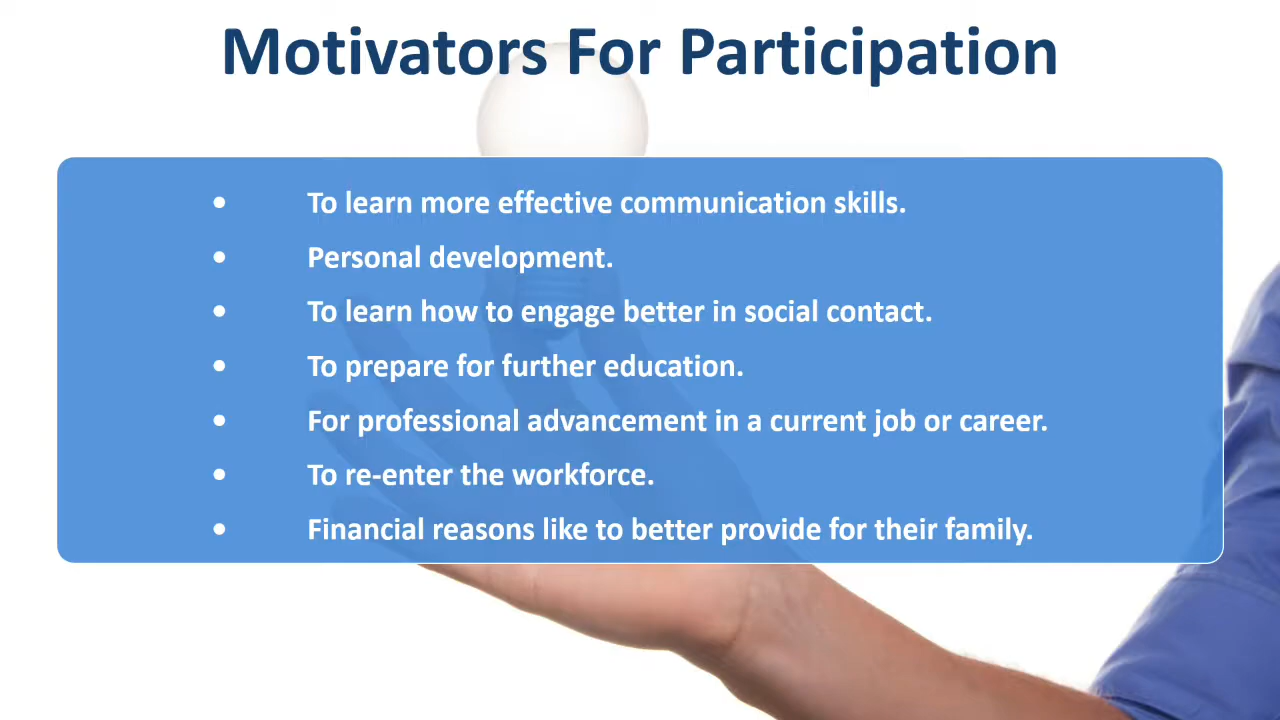 Motivators For Participation
• To learn more effective communication skills.
• Personal development.
• To learn how to engage better in social contact.
• To prepare for further education.
• For professional advancement in a current job or career.
• To re-enter the workforce.
• Financial reasons like to better provide for their family.